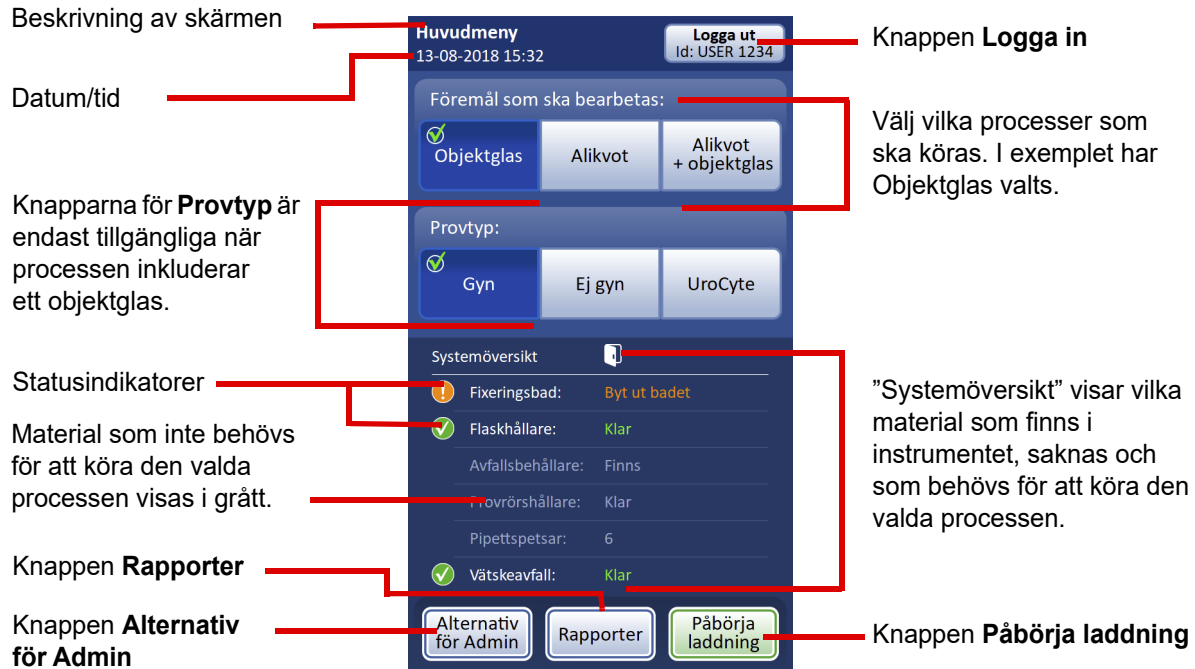 Beskrivning av skärmen
Datum/tid
Knapparna för Provtyp är
endast tillgängliga när
processen inkluderar
ett objektglas.
Statusindikatorer
Material som inte behövs
för att köra den valda
processen visas i grått.
Knappen Rapporter
Knappen Alternativ
för Admin
Huvudmeny
13-08-2018 15:32
Logga ut
Id: USER 1234
Föremål som ska bearbetas:
Objektglas
Alikvot
Alikvot
+ objektglas
Provtyp:
Gyn
Ej gyn
UroCyte
Systemöversikt
Fixeringsbad: Byt ut badet
Flaskhållare: Klar
Avfallsbehållare: Finns
Provrörshållare: Klar
Pipettspetsar: 6
Vätskeavfall: Klar
Alternativ
för Admin
Rapporter
Påbörja
laddning
Knappen Logga in
Välj vilka processer som
ska köras. I exemplet har
Objektglas valts.
”Systemöversikt” visar vilka
material som finns i
instrumentet, saknas och
som behövs för att köra den
valda processen.
Knappen Påbörja laddning